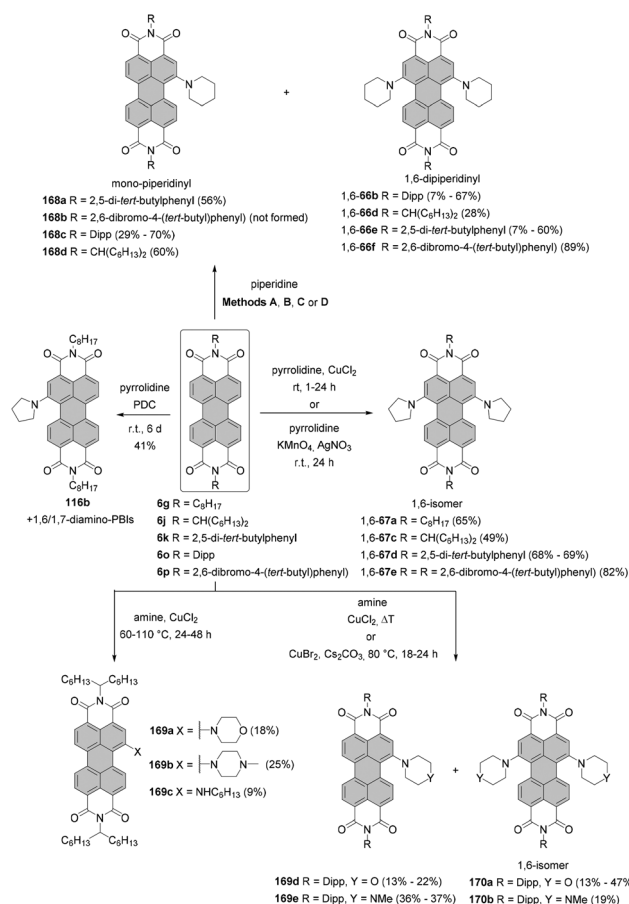 R
O N O
N
mono-piperidinyl
168a R = 2,5-di-tert-butylphenyl (56%)
168b R = 2,6-dibromo-4-(tert-butyl)phenyl) (not formed)
168c R = Dipp (29% - 70%)
168d R = CH(C6H13)2 (60%)
O N O
R
+
R
O N O
N N
O N O
R
1,6-dipiperidinyl
1,6-66b R = Dipp (7% - 67%)
1,6-66d R = CH(C6H13)2 (28%)
1,6-66e R = 2,5-di-tert-butylphenyl (7% - 60%)
1,6-66f R = 2,6-dibromo-4-(tert-butyl)phenyl (89%)
piperidine
Methods A, B, C or D
C8H17
O N O
N
O N O
C8H17
116b
+1,6/1,7-diamino-PBIs
pyrrolidine
PDC
r.t., 6 d
41%
R
O N O
O N O
R
6g R = C8H17
6j R = CH(C6H13)2
6k R = 2,5-di-tert-butylphenyl
6o R = Dipp
6p R = 2,6-dibromo-4-(tert-butyl)phenyl
pyrrolidine, CuCl2
rt, 1-24 h
or
pyrrolidine
KMnO4, AgNO3
r.t., 24 h
R
O N O
N N
O N O
R
1,6-isomer
1,6-67a R = C8H17 (65%)
1,6-67c R = CH(C6H13)2 (49%)
1,6-67d R = 2,5-di-tert-butylphenyl (68% - 69%)
1,6-67e R = R = 2,6-dibromo-4-(tert-butyl)phenyl (82%)
amine, CuCl2
60-110 °C, 24-48 h
C6H13 C6H13
O N O
X
O N O
C6H13 C6H13
169a X = N O (18%)
169b X = N N (25%)
169c X = NHC6H13 (9%)
amine
CuCl2, ΔT
or
CuBr2, Cs2CO3, 80 °C, 18-24 h
R
O N O
N
Y
O N O
R
169d R = Dipp, Y = O (13% - 22%)
169e R = Dipp, Y = NMe (36% - 37%)
+
R
O N O
N N
Y Y
O N O
R
1,6-isomer
170a R = Dipp, Y = O (13% - 47%
170b R = Dipp, Y = NMe (19%)